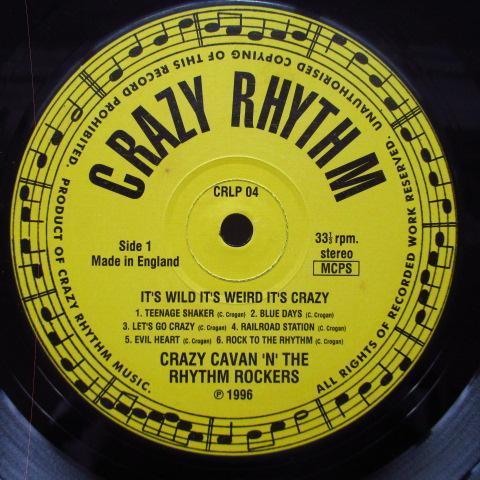 PRODUCT OF CRAZY RHYTHM MUSIC. ALL RIGHTS OF RECORDED WORK RESERVED. UNAUTHORISED COPYING OF THIS RECORD PROHIBITED.
CRAZY RHYTHM
CRLP 04
Side 1
Made in England
33⅓ rpm.
stereo
MCPS
IT'S WILD IT'S WEIRD IT'S CRAZY
1. TEENAGE SHAKER (C. Crogan) 2. BLUE DAYS (C. Crogan)
3. LET'S GO CRAZY (C. Crogan) 4. RAILROAD STATION (C. Crogan)
5. EVIL HEART (C. Crogan) 6. ROCK TO THE RHYTHM (C. Crogan)
CRAZY CAVAN 'N' THE
RHYTHM ROCKERS
℗ 1996